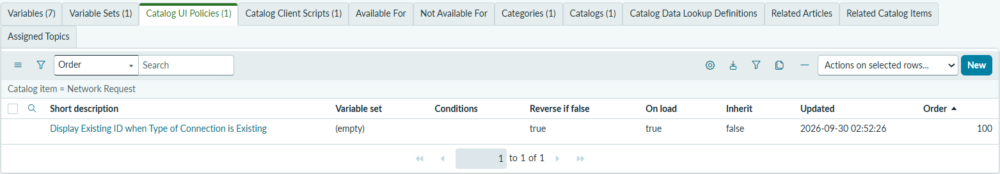 Variables (7) Variable Sets (1) Catalog UI Policies (1) Catalog Client Scripts (1) Available For Not Available For Categories (1) Catalogs (1) Catalog Data Lookup Definitions Related Articles Related Catalog Items
Assigned Topics
Order Search Actions on selected rows... New
Catalog item = Network Request
Short description Variable set Conditions Reverse if false On load Inherit Updated Order
Display Existing ID when Type of Connection is Existing (empty) true true false 2026-09-30 02:52:26 100
1 to 1 of 1